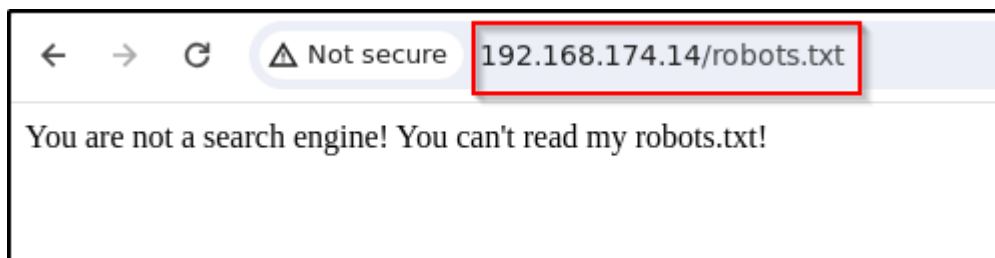 Not secure 192.168.174.14/robots.txt
You are not a search engine! You can't read my robots.txt!